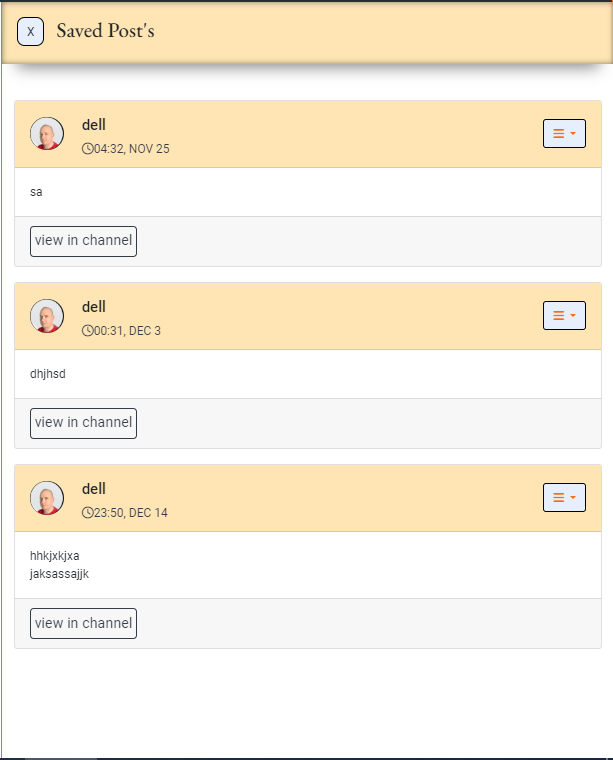 X Saved Post's
dell
04:32, NOV 25
sa
view in channel
dell
00:31, DEC 3
dhjhsd
view in channel
dell
23:50, DEC 14
hhkjxkjxa
jaksassajjk
view in channel